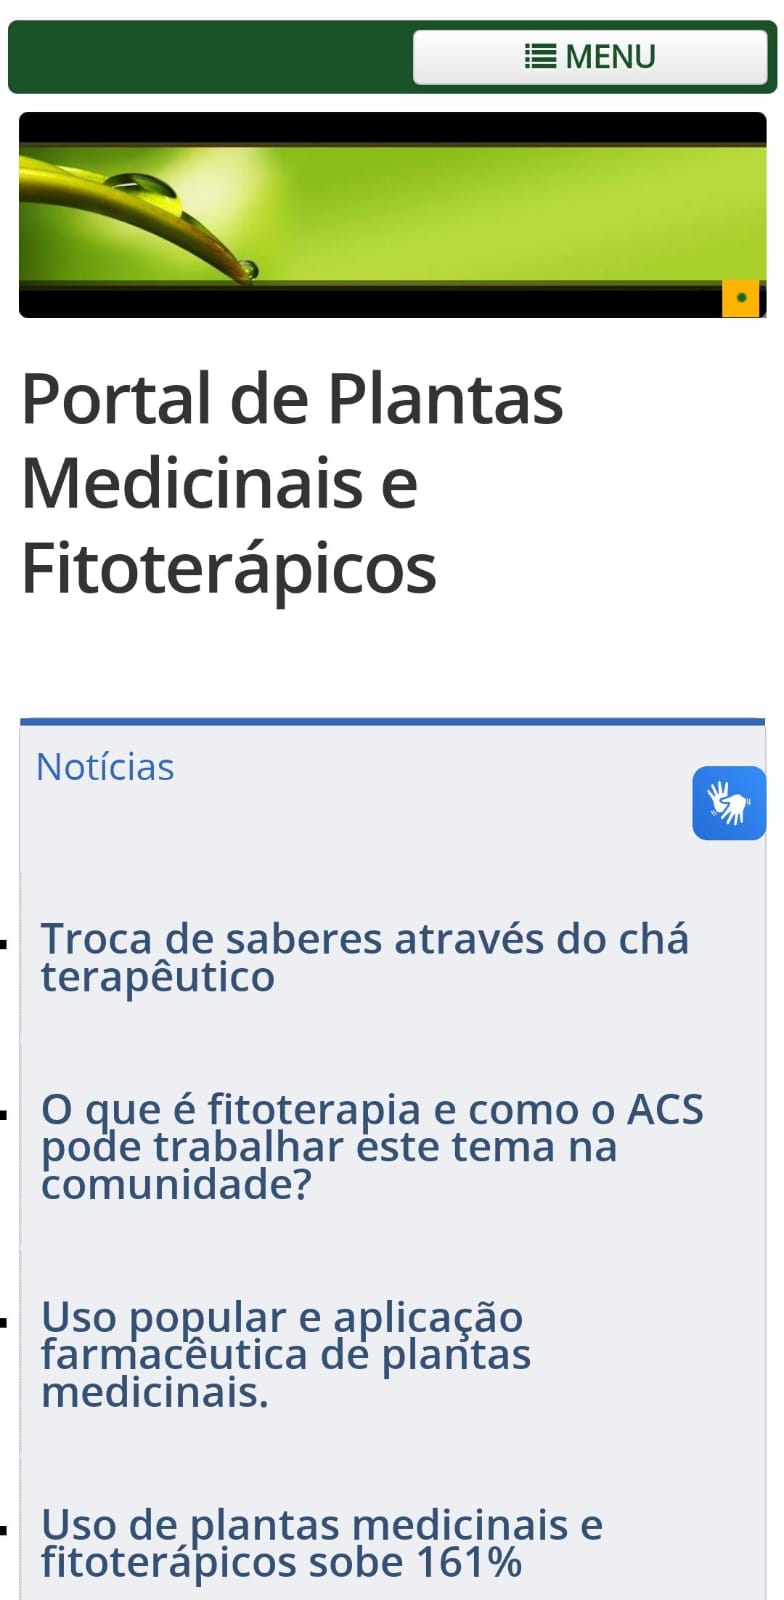 MENU
Portal de Plantas
Medicinais e
Fitoterápicos
Notícias
Troca de saberes através do chá
terapêutico
O que é fitoterapia e como o ACS
pode trabalhar este tema na
comunidade?
Uso popular e aplicação
farmacêutica de plantas
medicinais.
Uso de plantas medicinais e
fitoterápicos sobe 161%